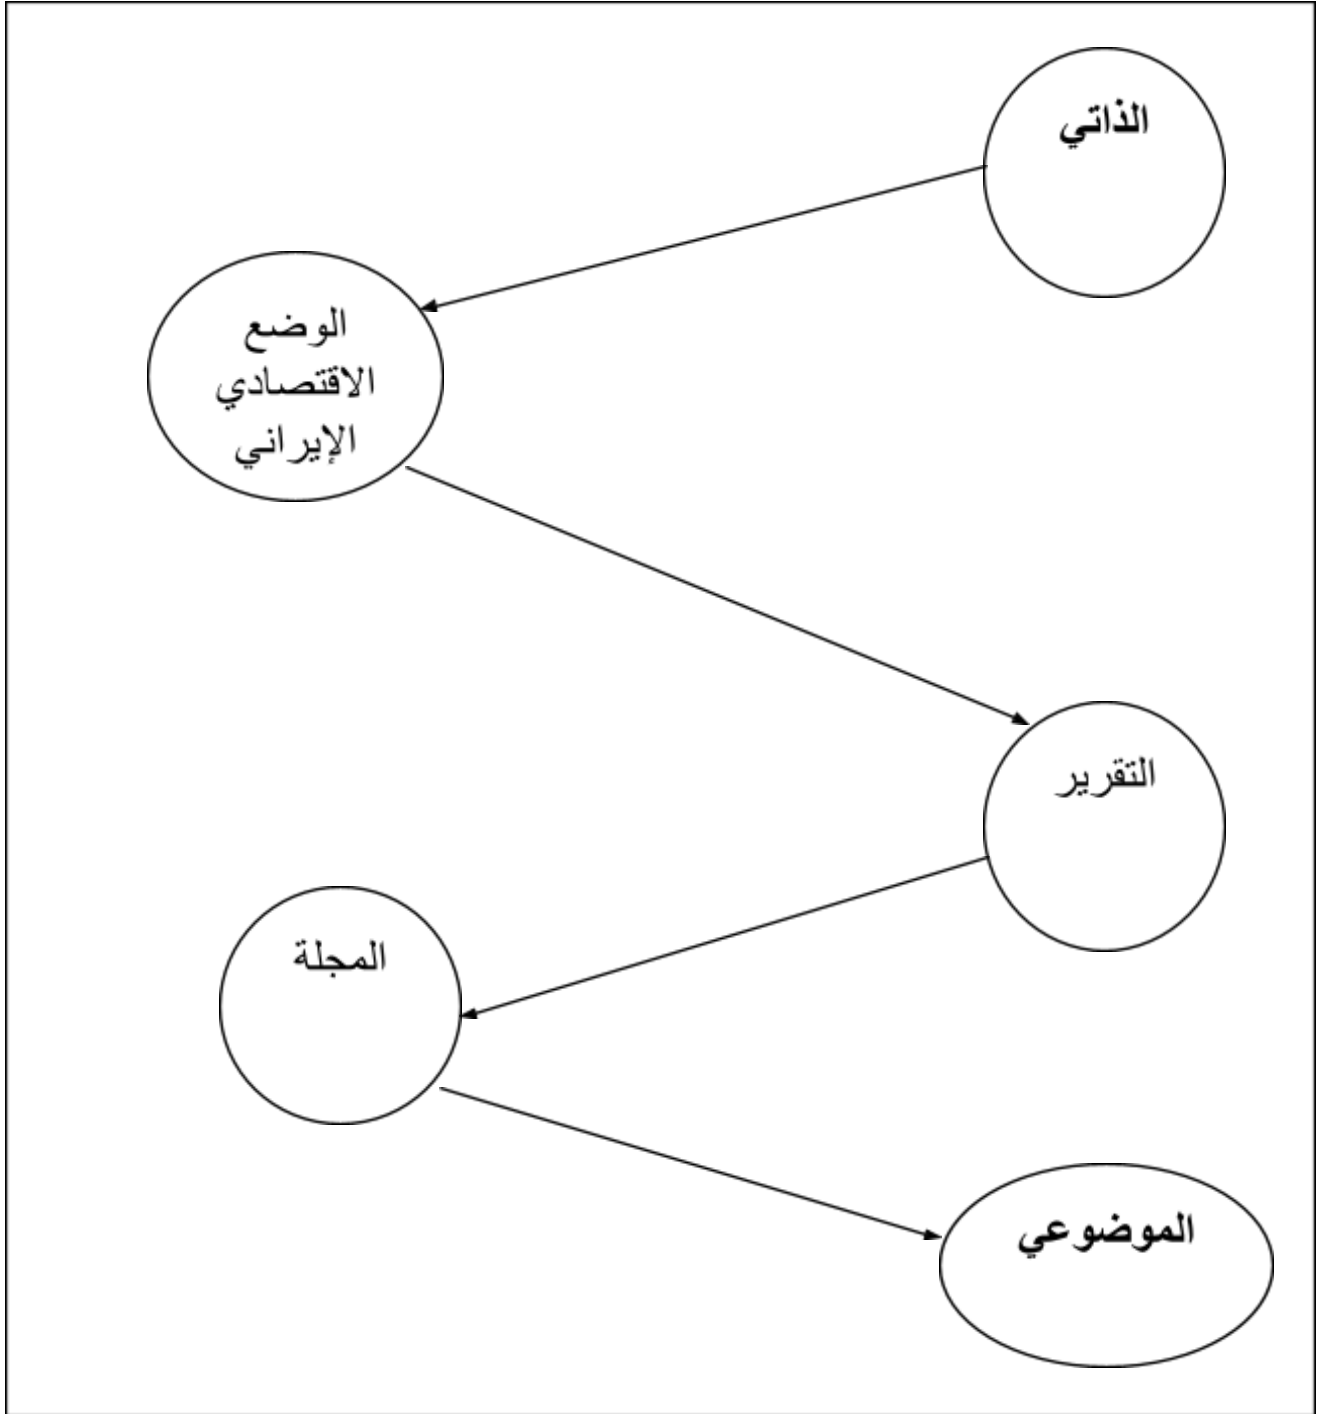 الذاتي
الوضع
الاقتصادي
الإيراني
التقرير
المجلة
الموضوعي